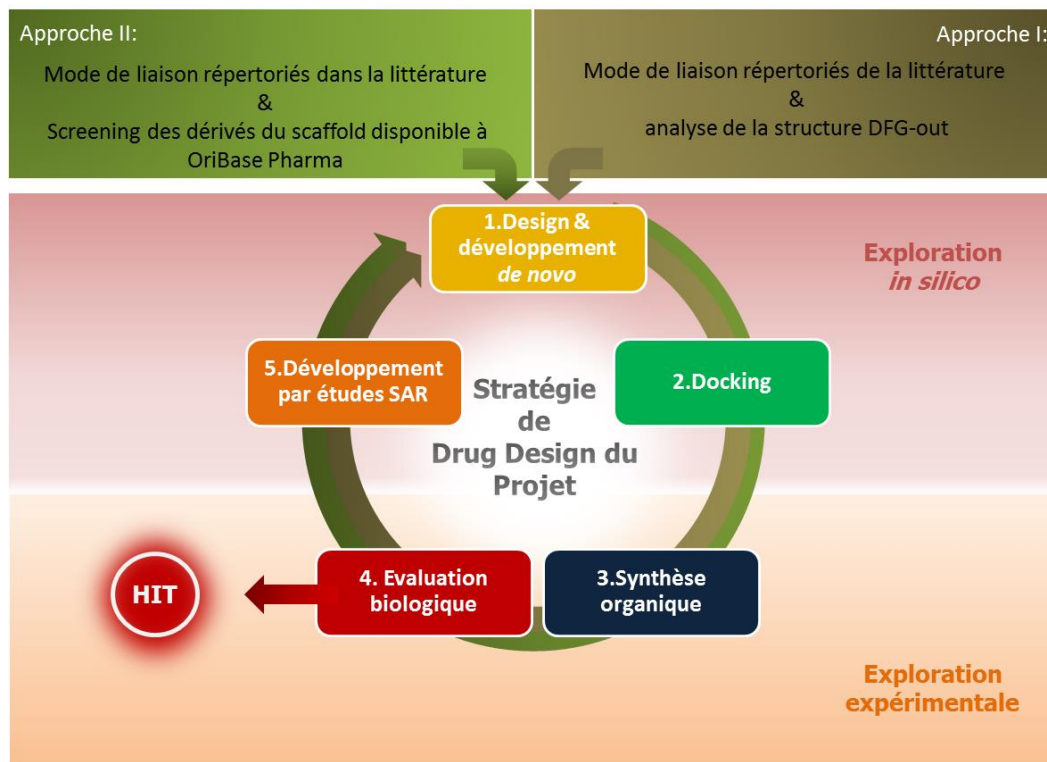 Approche II:
Mode de liaison répertoriés dans la littérature
&
Screening des dérivés du scaffold disponible à
OriBase Pharma
Approche I:
Mode de liaison répertoriés de la littérature
&
analyse de la structure DFG-out
1.Design &
développement
de novo
Exploration
in silico
5.Développement
par études SAR
2.Docking
Stratégie
de
Drug Design du
Projet
HIT
4. Evaluation
biologique
3.Synthèse
organique
Exploration
expérimentale